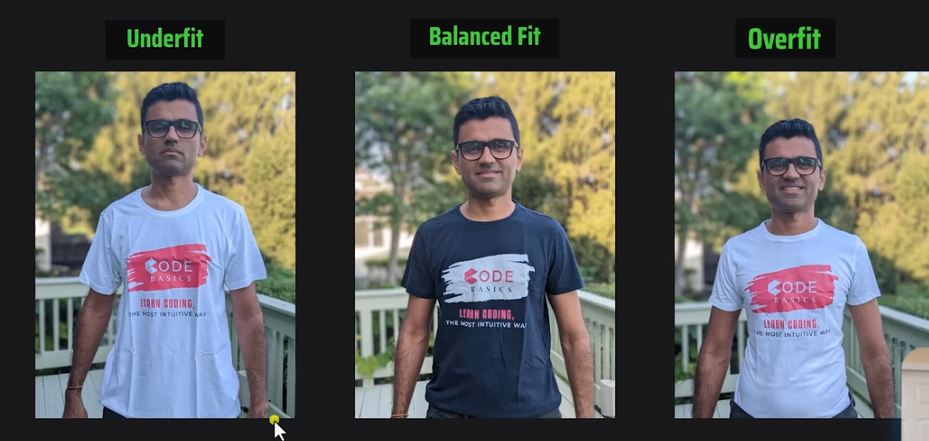 Underfit
Balanced Fit
Overfit
CODE
BASICS
LEARN CODING,
THE MOST INTUITIVE WAY
CODE
BASICS
LEARN CODING,
THE MOST INTUITIVE WAY
CODE
BASICS
LEARN CODING,
THE MOST INTUITIVE WAY